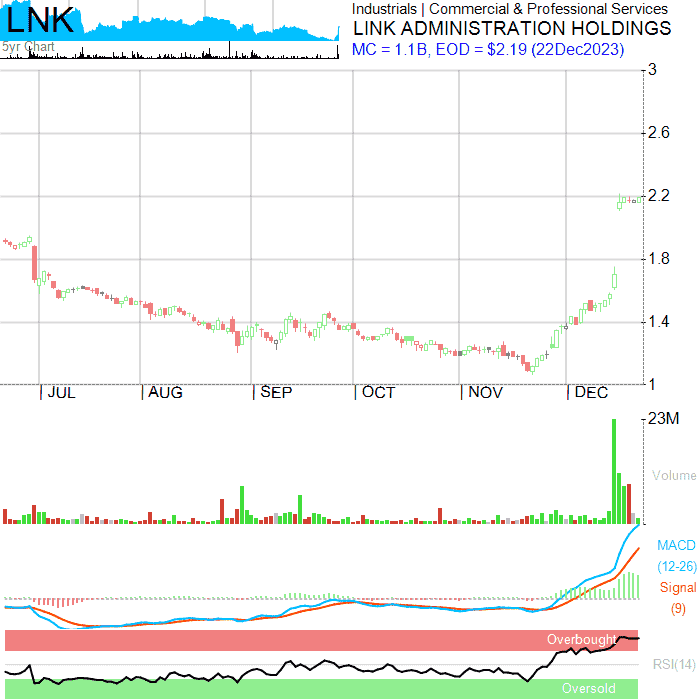 LNK
5yr Chart
Industrials | Commercial & Professional Services
LINK ADMINISTRATION HOLDINGS
MC = 1.1B, EOD = $2.19 (22Dec2023)
3
2.6
2.2
1.8
1.4
1
JUL AUG SEP OCT NOV DEC
23M
Volume
MACD
(12-26)
Signal
(9)
Overbought
RSI(14)
Oversold